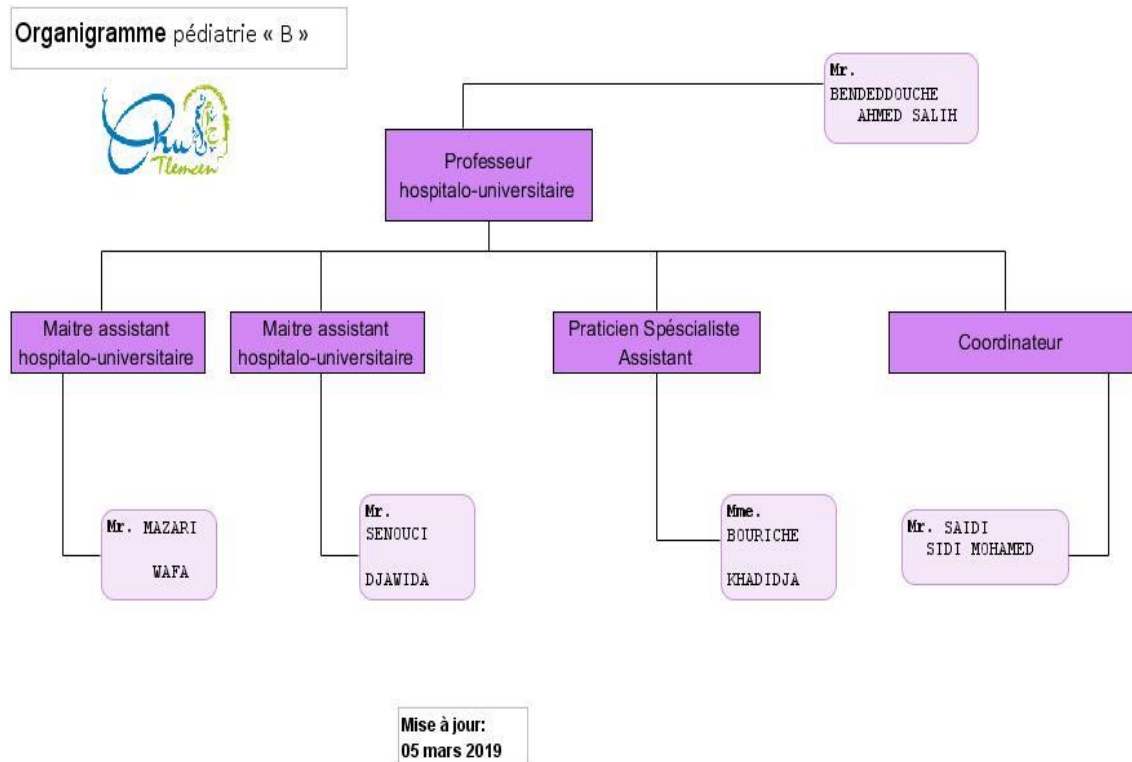 Organigramme pédiatrie « B »
Chu
Tlemcen
Mr.
BENDEDDOUCHE
AHMED SALIH
Professeur
hospitalo-universitaire
Maitre assistant
hospitalo-universitaire
Maitre assistant
hospitalo-universitaire
Praticien Spéscialiste
Assistant
Coordinateur
Mr. MAZARI
WAFA
Mr.
SENOUCI
DJAWIDA
Mme.
BOURICHE
KHADIDJA
Mr. SAIDI
SIDI MOHAMED
Mise à jour:
05 mars 2019